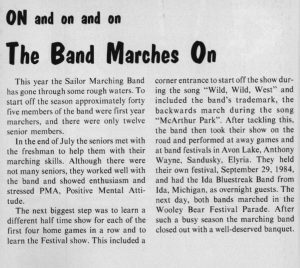 ON and on and on
The Band Marches On
This year the Sailor Marching Band
has gone through some rough waters. To
start off the season approximately forty
five members of the band were first year
marchers, and there were only twelve
senior members.
In the end of July the seniors met with
the freshman to help them with their
marching skills. Although there were
not many seniors, they worked well with
the band and showed enthusiasm and
stressed PMA, Positive Mental Atti-
tude.
The next biggest step was to learn a
different half time show for each of the
first four home games in a row and to
learn the Festival show. This included a
corner entrance to start off the show dur-
ing the song "Wild, Wild, West" and
included the band's trademark, the
backwards march during the song
"McArthur Park". After tackling this,
the band then took their show on the
road and performed at away games and
at band festivals in Avon Lake, Anthony
Wayne, Sandusky, Elyria. They held
their own festival, September 29, 1984,
and had the Ida Bluestreak Band from
Ida, Michigan, as overnight guests. The
next day, both bands marched in the
Wooley Bear Festival Parade. After
such a busy season the marching band
closed out with a well-deserved banquet.